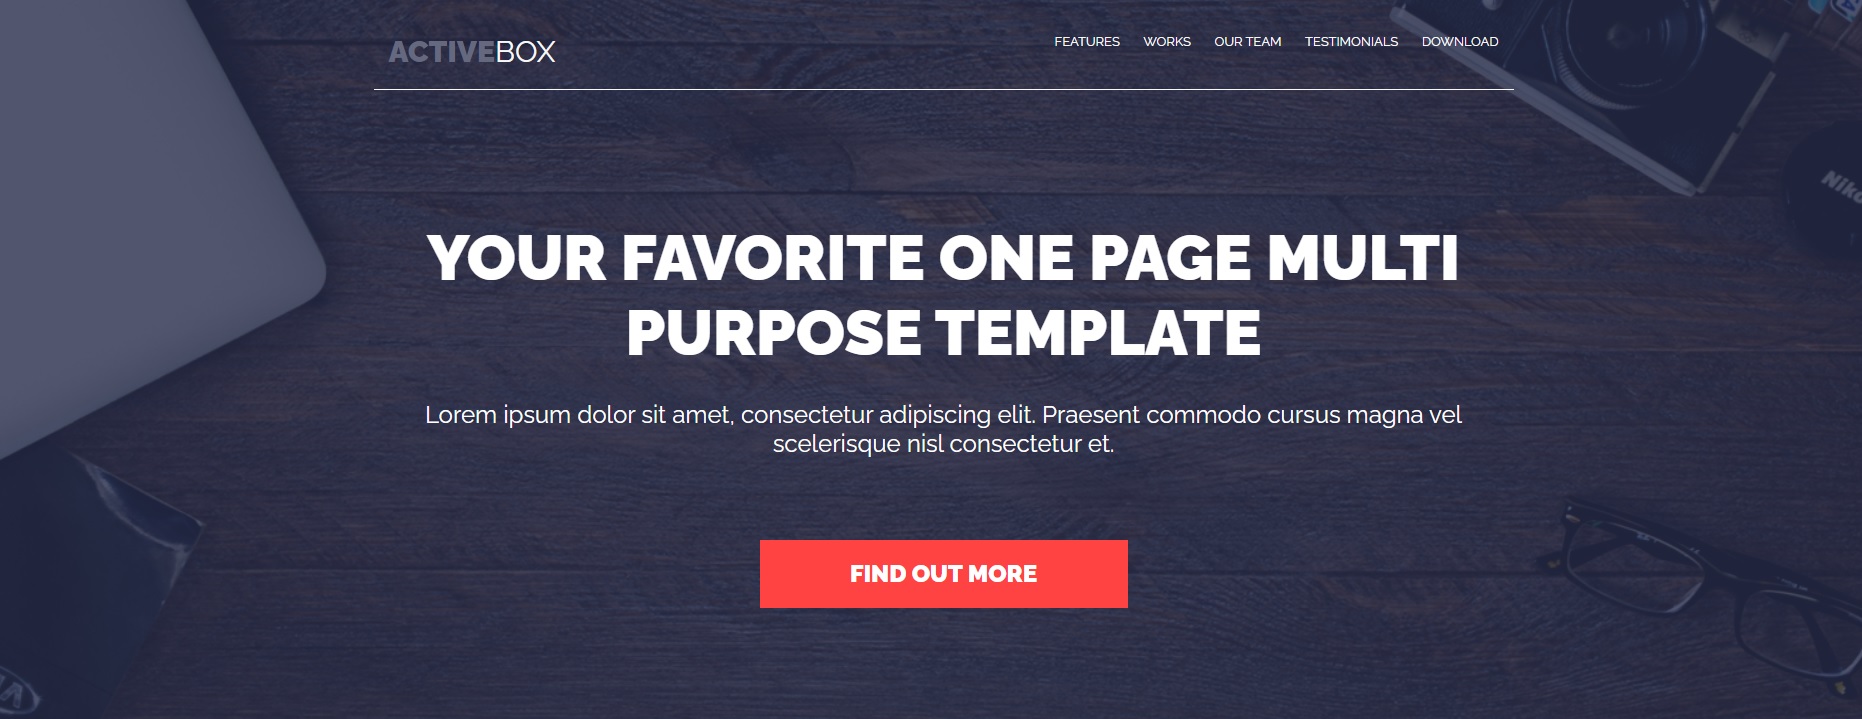 ACTIVEBOX
FEATURES WORKS OUR TEAM TESTIMONIALS DOWNLOAD
YOUR FAVORITE ONE PAGE MULTI
PURPOSE TEMPLATE
Lorem ipsum dolor sit amet, consectetur adipiscing elit. Praesent commodo cursus magna vel
scelerisque nisl consectetur et.
FIND OUT MORE